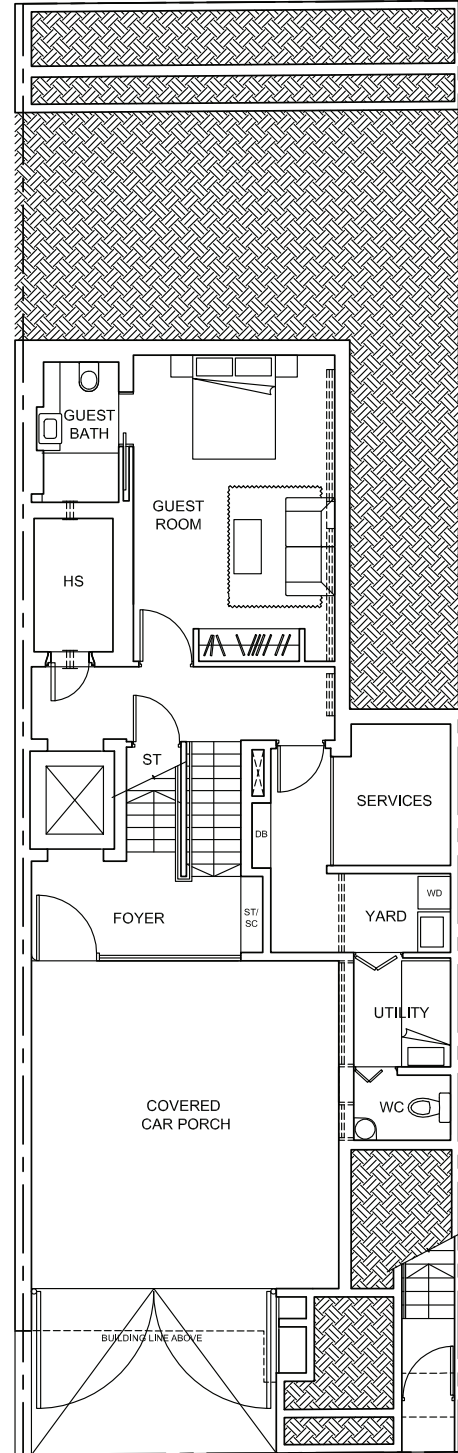 GUEST
BATH
GUEST
ROOM
HS
ST
SERVICES
DB
WD
FOYER
ST/
SC
YARD
UTILITY
WC
COVERED
CAR PORCH
BUILDING LINE ABOVE